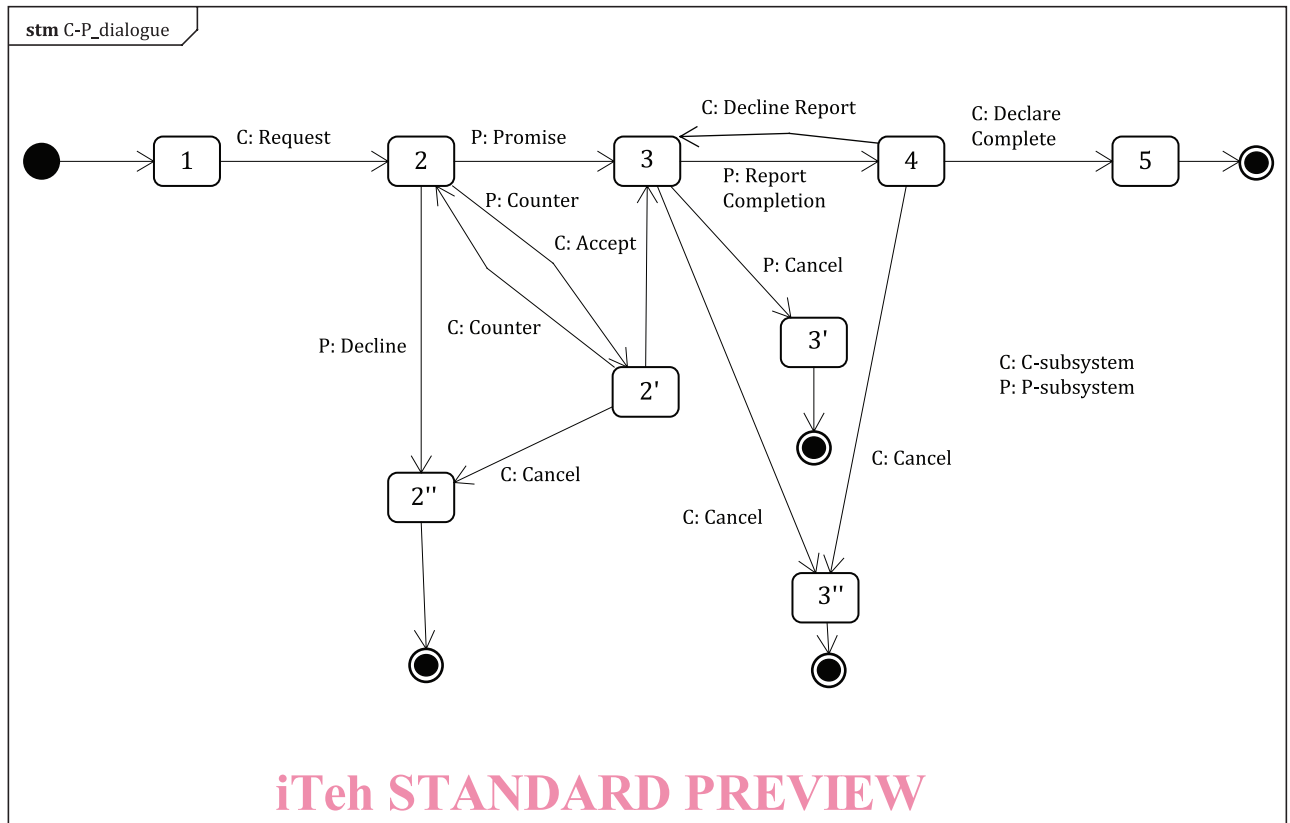 stm C-P_dialogue
C: Decline Report
C: Declare
Complete
C: Request
P: Promise
1
2
3
4
5
P: Report
Completion
P: Counter
C: Accept
P: Cancel
C: Counter
P: Decline
3'
C: C-subsystem
P: P-subsystem
2'
C: Cancel
C: Cancel
2''
C: Cancel
3''
iTeh STANDARD PREVIEW